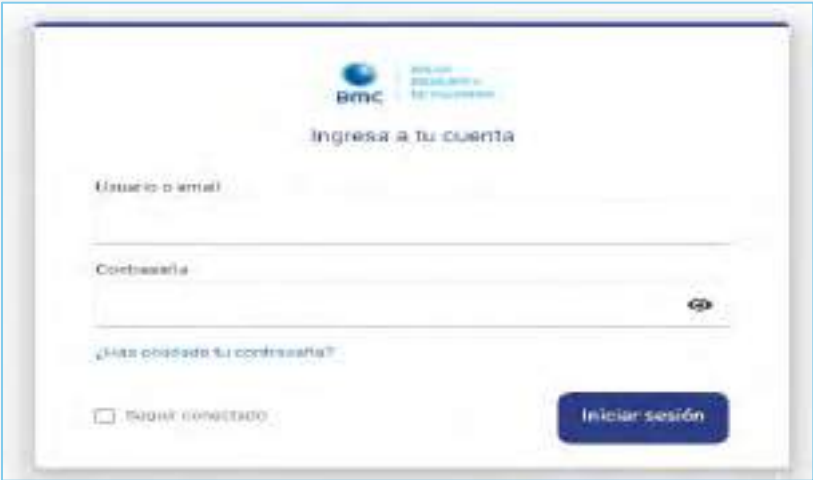 BMC
Ingresa a tu cuenta
Usuario o email
Contraseña
¿Has olvidado tu contraseña?
Seguir conectado
Iniciar sesión